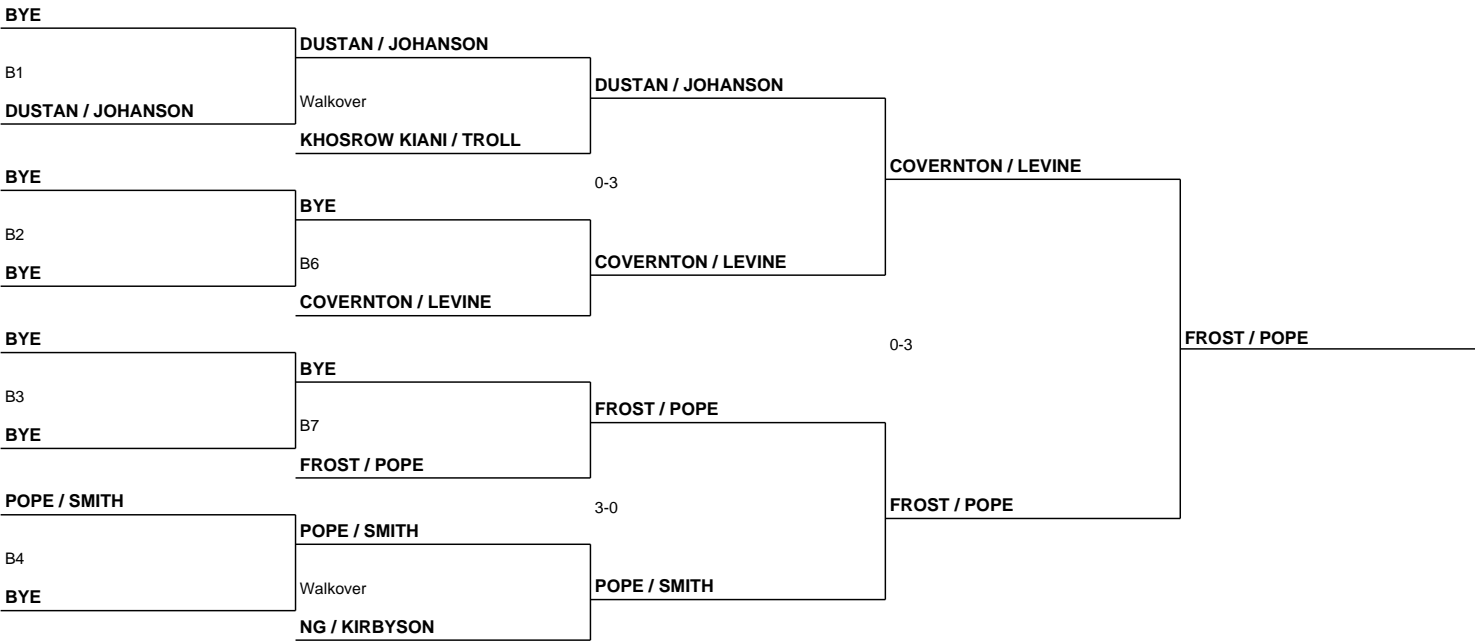 BYE
B1
DUSTAN / JOHANSON
BYE
B2
BYE
BYE
B3
BYE
POPE / SMITH
B4
BYE
DUSTAN / JOHANSON
Walkover
KHOSROW KIANI / TROLL
BYE
B6
COVERNTON / LEVINE
BYE
B7
FROST / POPE
POPE / SMITH
Walkover
NG / KIRBYSON
DUSTAN / JOHANSON
0-3
COVERNTON / LEVINE
FROST / POPE
3-0
POPE / SMITH
COVERNTON / LEVINE
0-3
FROST / POPE
FROST / POPE